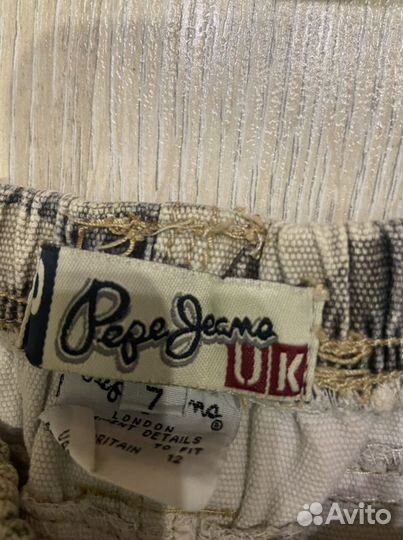 Pepe Jeans
UK
7
LONDON
DETAILS
BRITAIN TO FIT
12
Avito